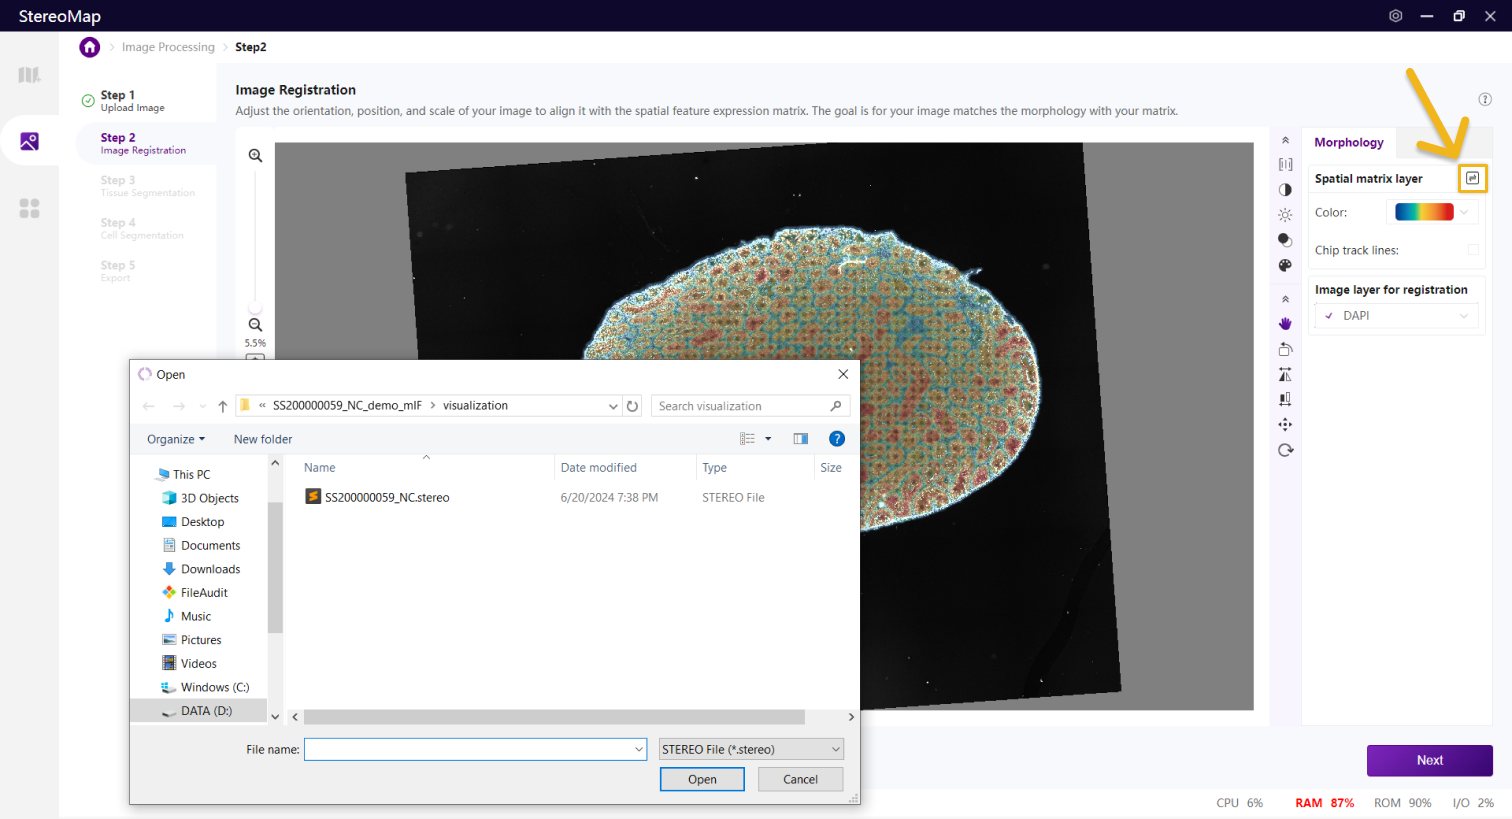 StereoMap
Image Processing
Step2
Step 1
Upload Image
Step 2
Image Registration
Step 3
Tissue Segmentation
Step 4
Cell Segmentation
Step 5
Export
Image Registration
Adjust the orientation, position, and scale of your image to align it with the spatial feature expression matrix. The goal is for your image matches the morphology with your matrix.
5.5%
Morphology
Spatial matrix layer
Color:
Chip track lines:
Image layer for registration
DAPI
Open
« SS200000059_NC_demo_mIF > visualization
Search visualization
Organize
New folder
Name Date modified Type Size
This PC
3D Objects
Desktop
Documents
Downloads
FileAudit
Music
Pictures
Videos
Windows (C:)
DATA (D:)
SS200000059_NC.stereo 6/20/2024 7:38 PM STEREO File
File name:
STEREO File (*.stereo)
Open
Cancel
Next
CPU 6% RAM 87% ROM 90% I/O 2%